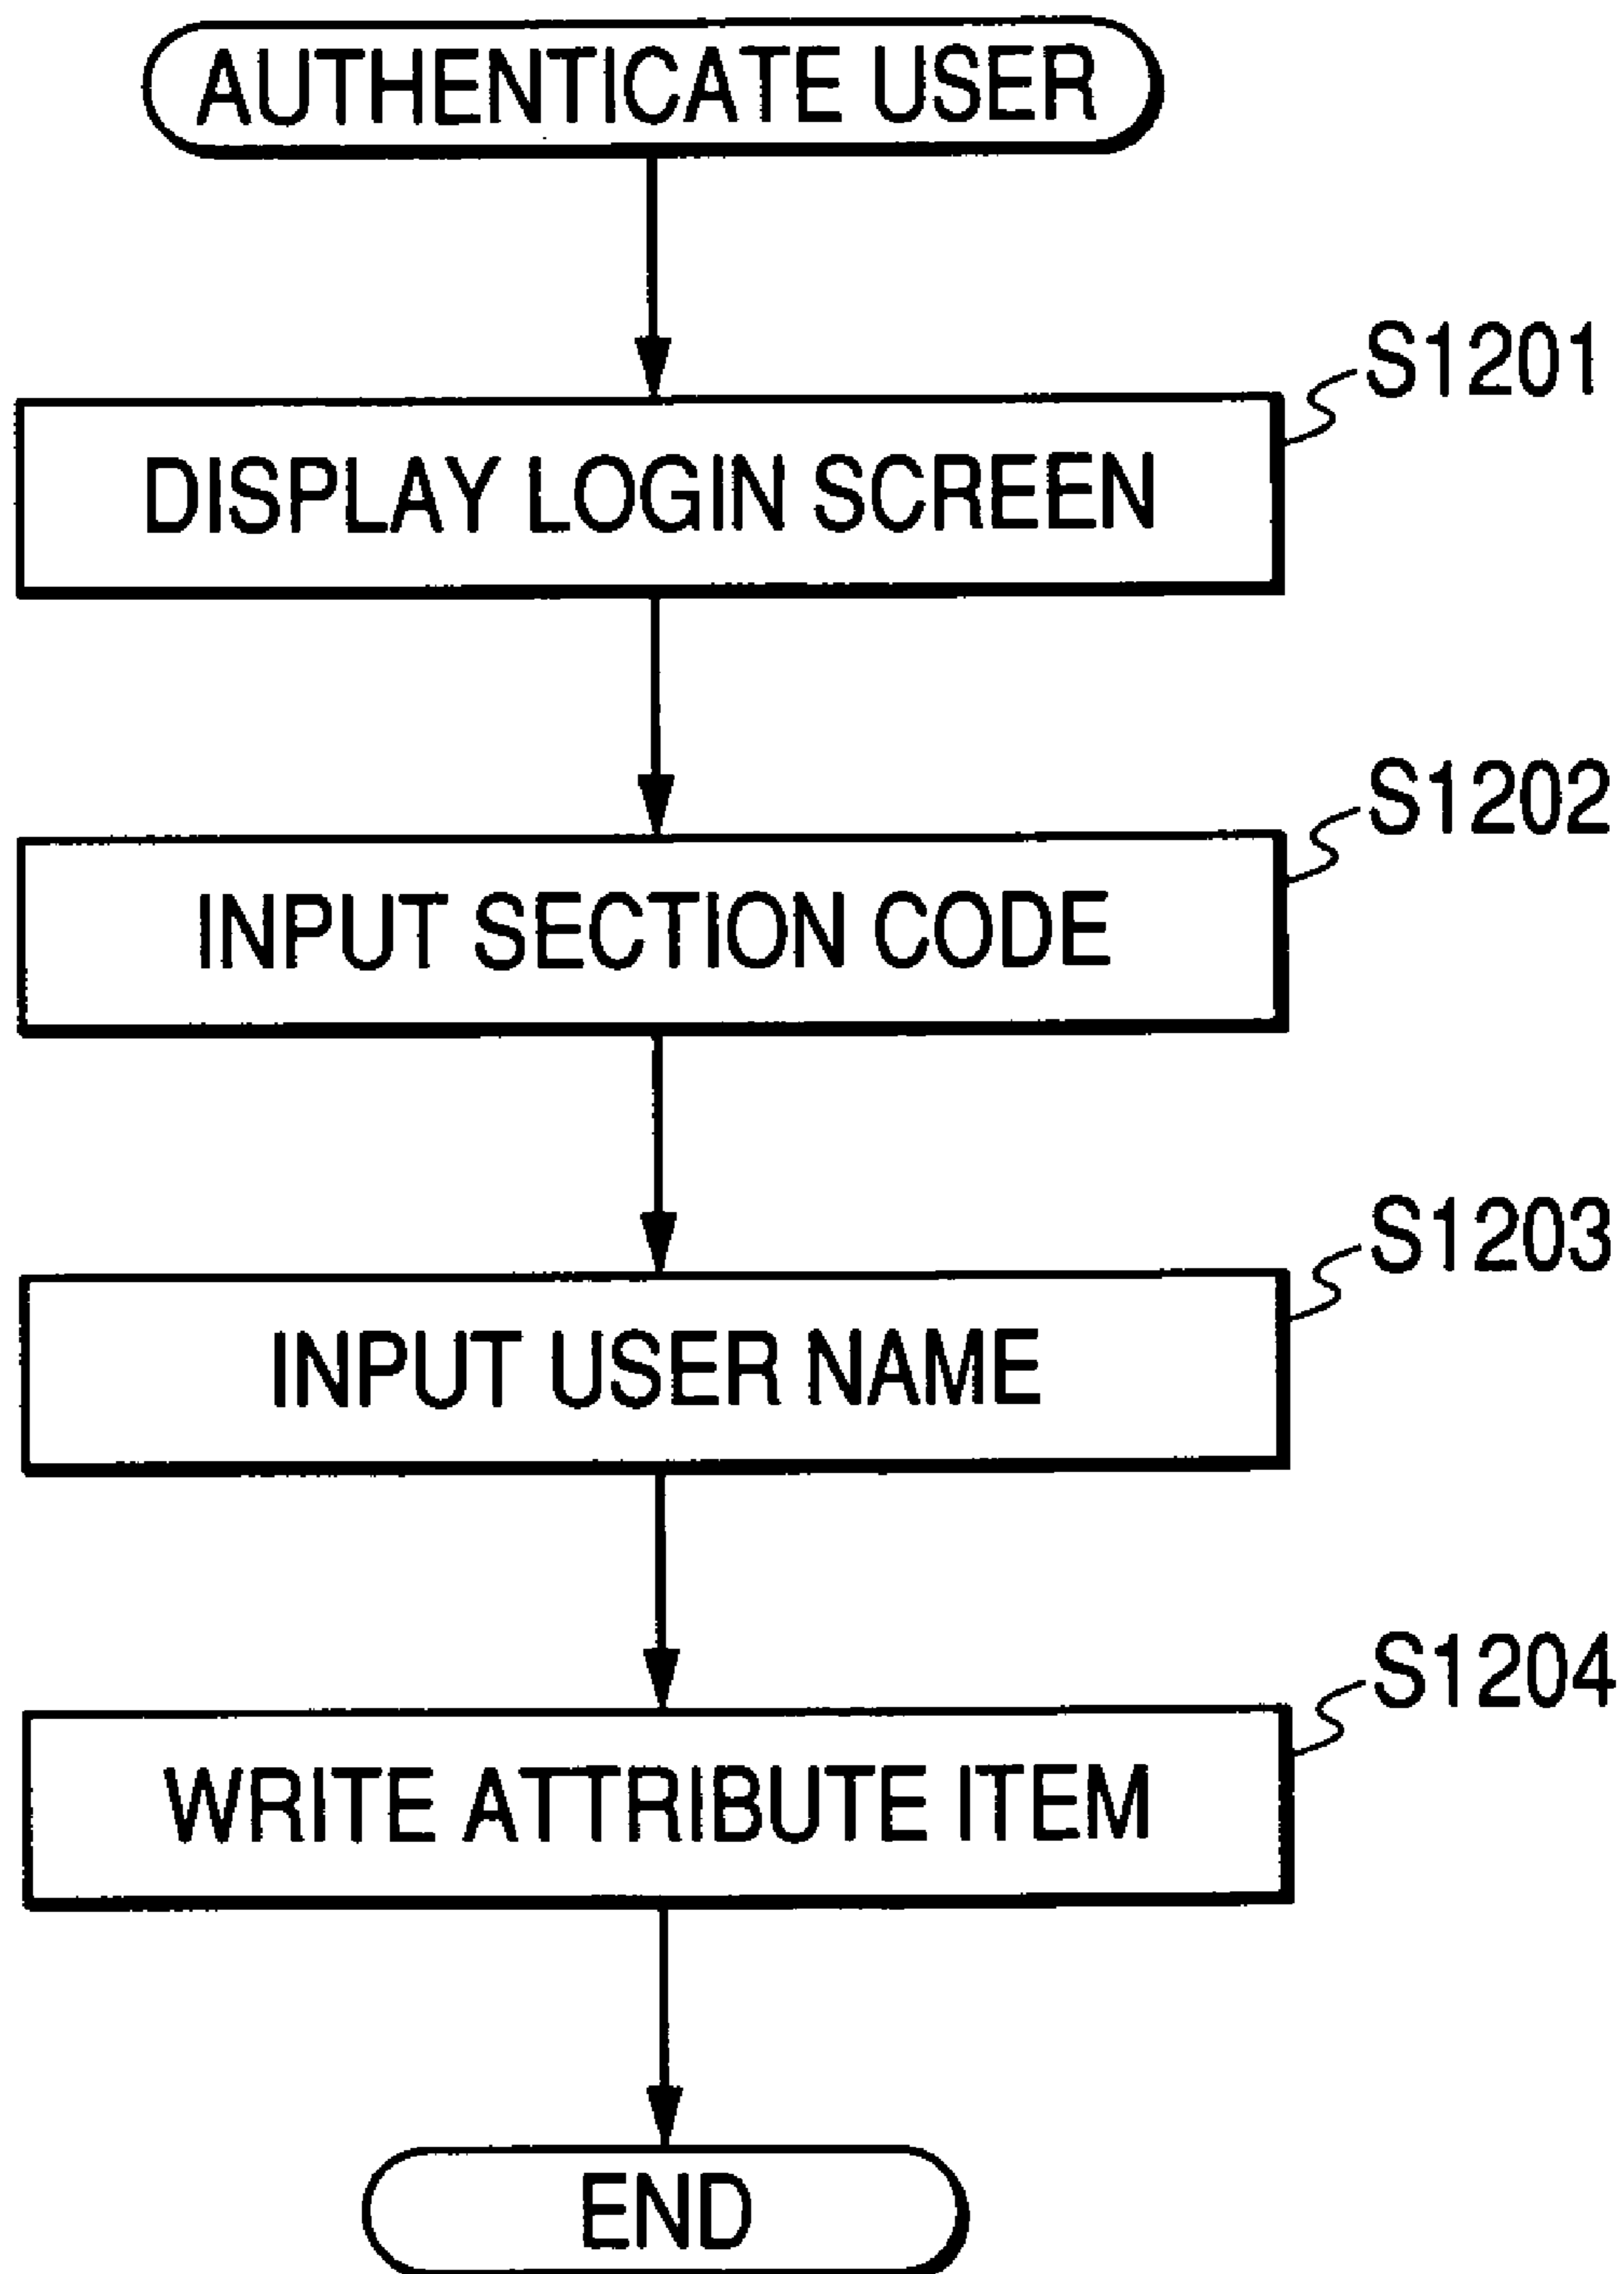 AUTHENTICATE USER
S1201
DISPLAY LOGIN SCREEN
S1202
INPUT SECTION CODE
S1203
INPUT USER NAME
S1204
WRITE ATTRIBUTE ITEM
END